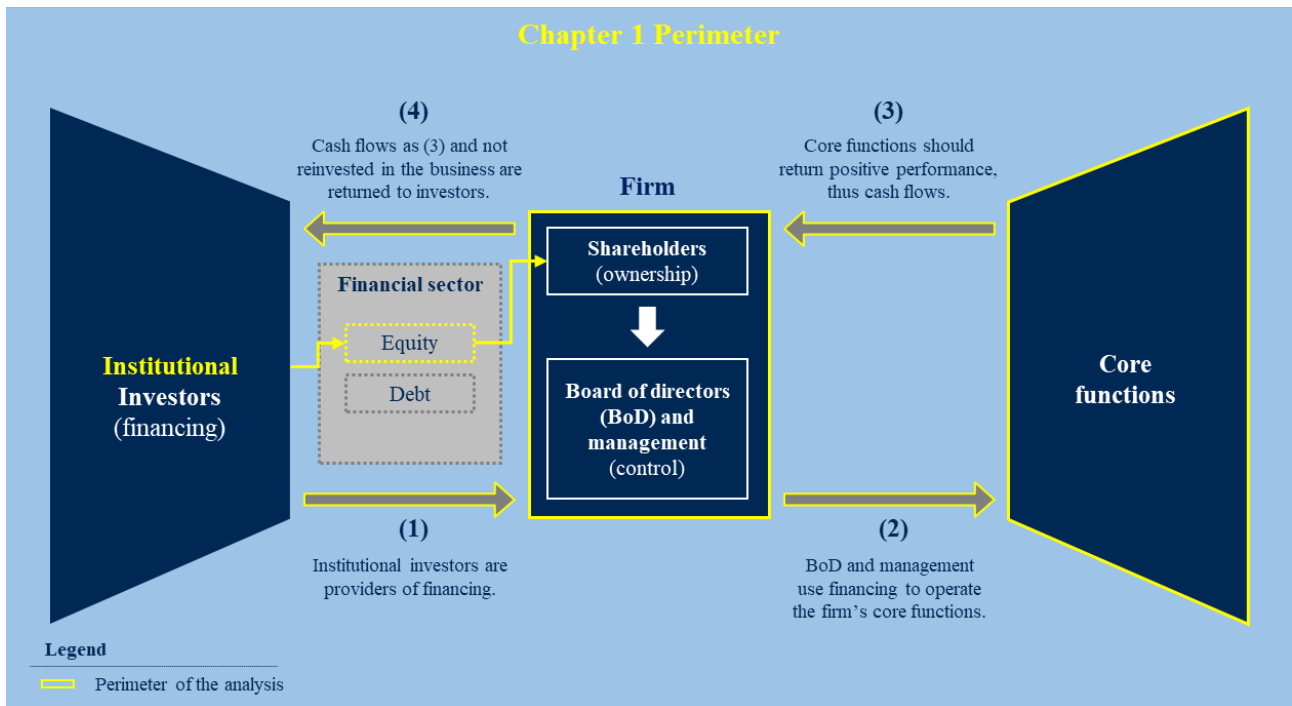 Chapter 1 Perimeter
(4)
Cash flows as (3) and not
reinvested in the business are
returned to investors.
(3)
Core functions should
return positive performance,
thus cash flows.
Firm
Shareholders
(ownership)
Financial sector
Equity
Debt
Institutional
Investors
(financing)
Board of directors
(BoD) and
management
(control)
Core
functions
(1)
Institutional investors are
providers of financing.
(2)
BoD and management
use financing to operate
the firm's core functions.
Legend
Perimeter of the analysis